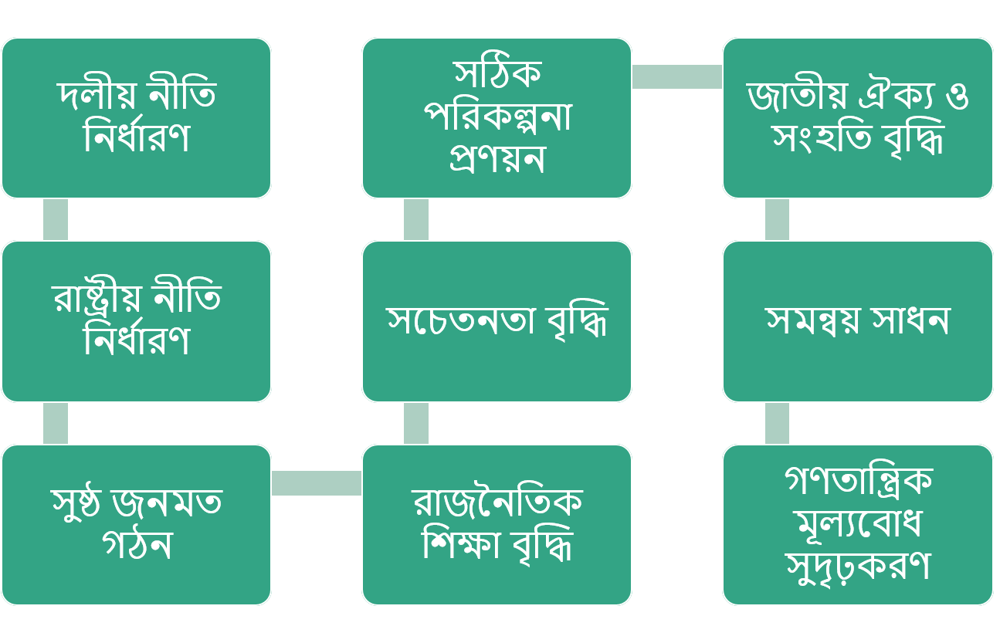 দলীয় নীতি
নির্ধারণ
রাষ্ট্রীয় নীতি
নির্ধারণ
সুষ্ঠ জনমত
গঠন
রাজনৈতিক
শিক্ষা বৃদ্ধি
সচেতনতা বৃদ্ধি
সঠিক
পরিকল্পনা
প্রণয়ন
জাতীয় ঐক্য ও
সংহতি বৃদ্ধি
সমন্বয় সাধন
গণতান্ত্রিক
মূল্যবোধ
সুদৃঢ়করণ